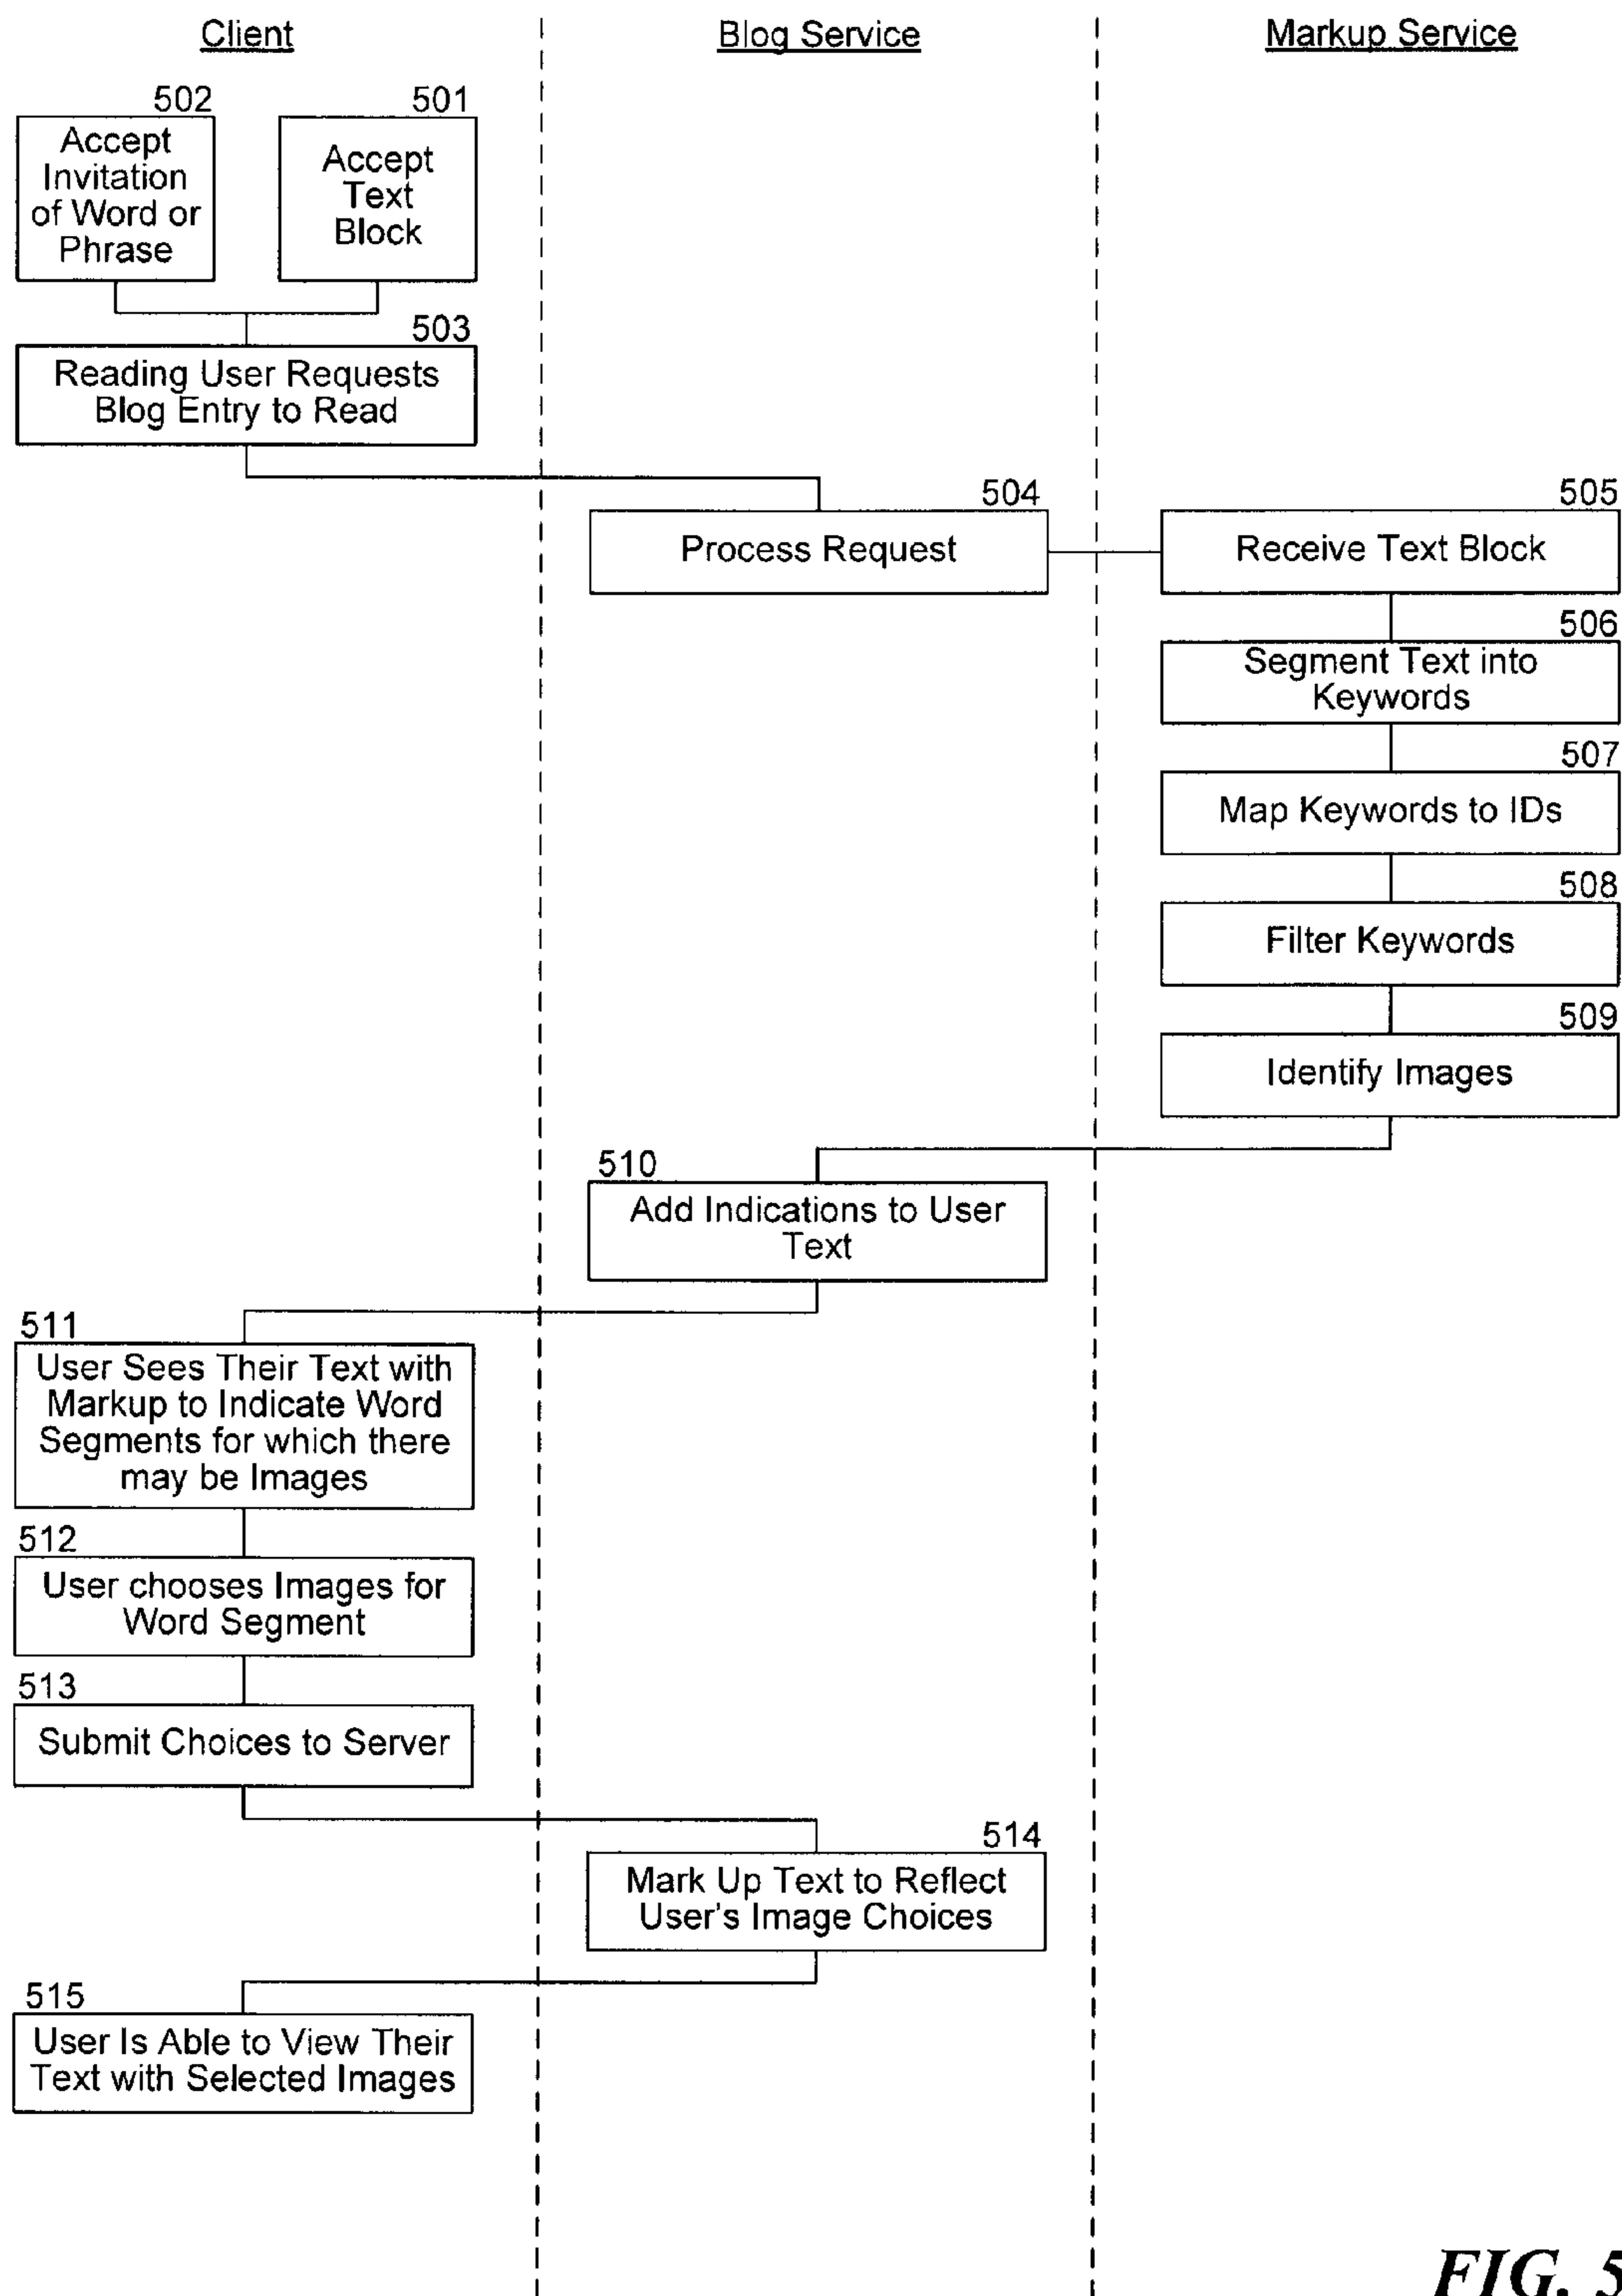 Client
Blog Service
Markup Service
502
501
Accept
Invitation
of Word or
Phrase
Accept
Text
Block
503
Reading User Requests
Blog Entry to Read
504
Process Request
505
Receive Text Block
506
Segment Text into
Keywords
507
Map Keywords to IDs
508
Filter Keywords
509
Identify Images
510
Add Indications to User
Text
511
User Sees Their Text with
Markup to Indicate Word
Segments for which there
may be Images
512
User chooses Images for
Word Segment
513
Submit Choices to Server
514
Mark Up Text to Reflect
User's Image Choices
515
User Is Able to View Their
Text with Selected Images
FIG. 5